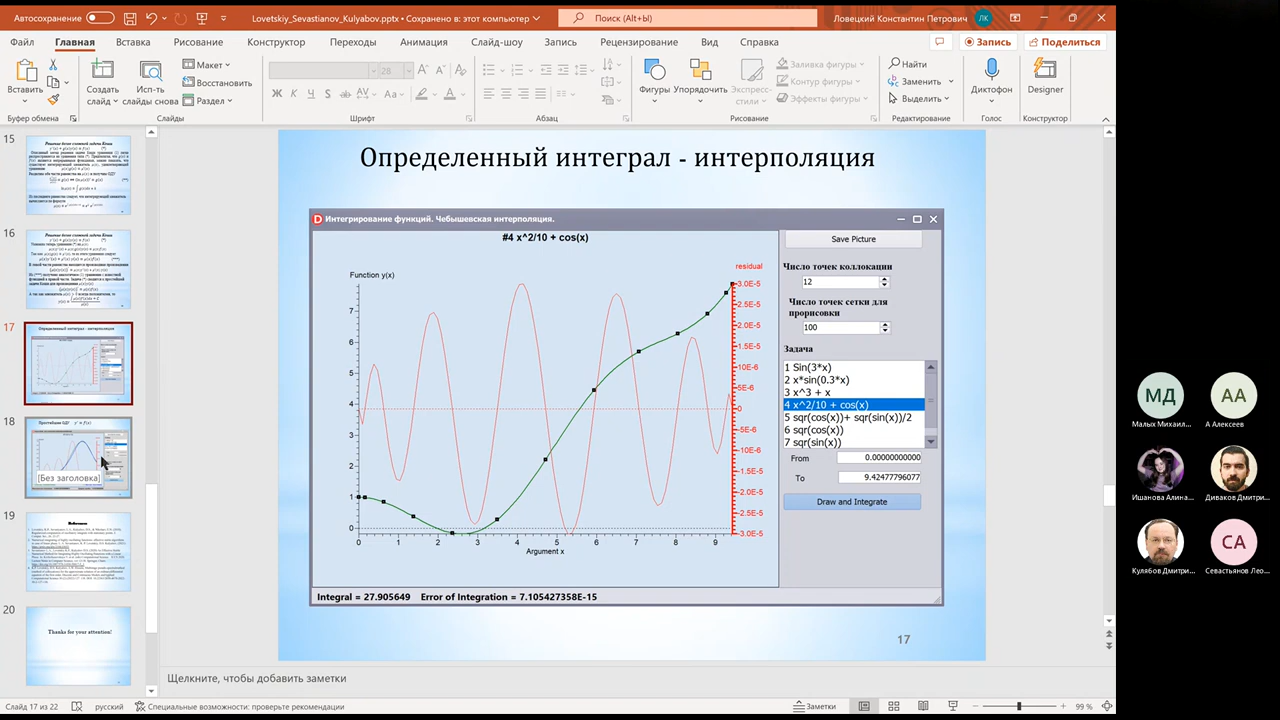 Автосохранение
Lovetskiy_Sevastianov_Kulyabov.pptx • Сохранено в: этот компьютер
Поиск (Alt+Ы)
Ловецкий Константин Петрович
ЛК
Файл
Главная
Вставка
Рисование
Конструктор
Переходы
Анимация
Слайд-шоу
Запись
Рецензирование
Вид
Справка
Запись
Поделиться
Вставить
Создать слайд
Исп-ть слайды снова
Макет
Восстановить
Раздел
28
Ж К Ч S ab AV Aa
Фигуры
Упорядочить
Экспресс-стили
Заливка фигуры
Контур фигуры
Эффекты фигуры
Найти
Заменить
Выделить
Диктофон
Designer
Буфер обмена
Слайды
Шрифт
Абзац
Рисование
Редактирование
Голос
Конструктор
15
16
17
Определенный интеграл - интерполяция
18
Простейшие ОДУ
[Без заголовка]
19
References
20
Thanks for your attention!
Определенный интеграл - интерполяция
Интегрирование функций. Чебышевская интерполяция.
#4 x^2/10 + cos(x)
Function y(x)
residual
7
6
5
4
3
2
1
0
0 1 2 3 4 5 6 7 8 9
Argument x
3.0E-5
2.5E-5
2.0E-5
1.5E-5
10E-6
5E-6
0
-5E-6
-10E-6
-1.5E-5
-2.0E-5
-2.5E-5
-3.0E-5
Save Picture
Число точек коллокации
12
Число точек сетки для
прорисовки
100
Задача
1 Sin(3*x)
2 x*sin(0.3*x)
3 x^3 + x
4 x^2/10 + cos(x)
5 sqr(cos(x))+ sqr(sin(x))/2
6 sqr(cos(x))
7 sqr(sin(x))
From 0.00000000000
To 9.42477796077
Draw and Integrate
Integral = 27.905649 Error of Integration = 7.105427358E-15
17
Щелкните, чтобы добавить заметки
Слайд 17 из 22
русский
Специальные возможности: проверьте рекомендации
Заметки
99 %
МД
Малых Михаил...
АА
А Алексеев
Ишанова Алина...
Диваков Дмитри...
Кулябов Дмитри...
СА
Севастьянов Лео...